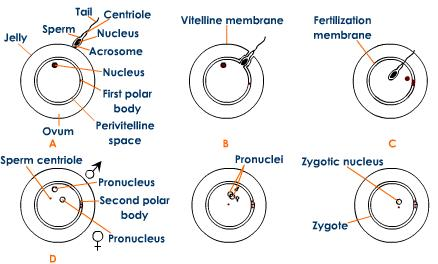 Tail
Centriole
Sperm
Nucleus
Jelly
Acrosome
Nucleus
First polar
body
Perivitelline
space
Ovum
A
Vitelline membrane
B
Fertilization
membrane
C
Sperm centriole
♂
Pronucleus
Second polar
body
Pronucleus
♀
D
Pronuclei
Zygotic nucleus
Zygote